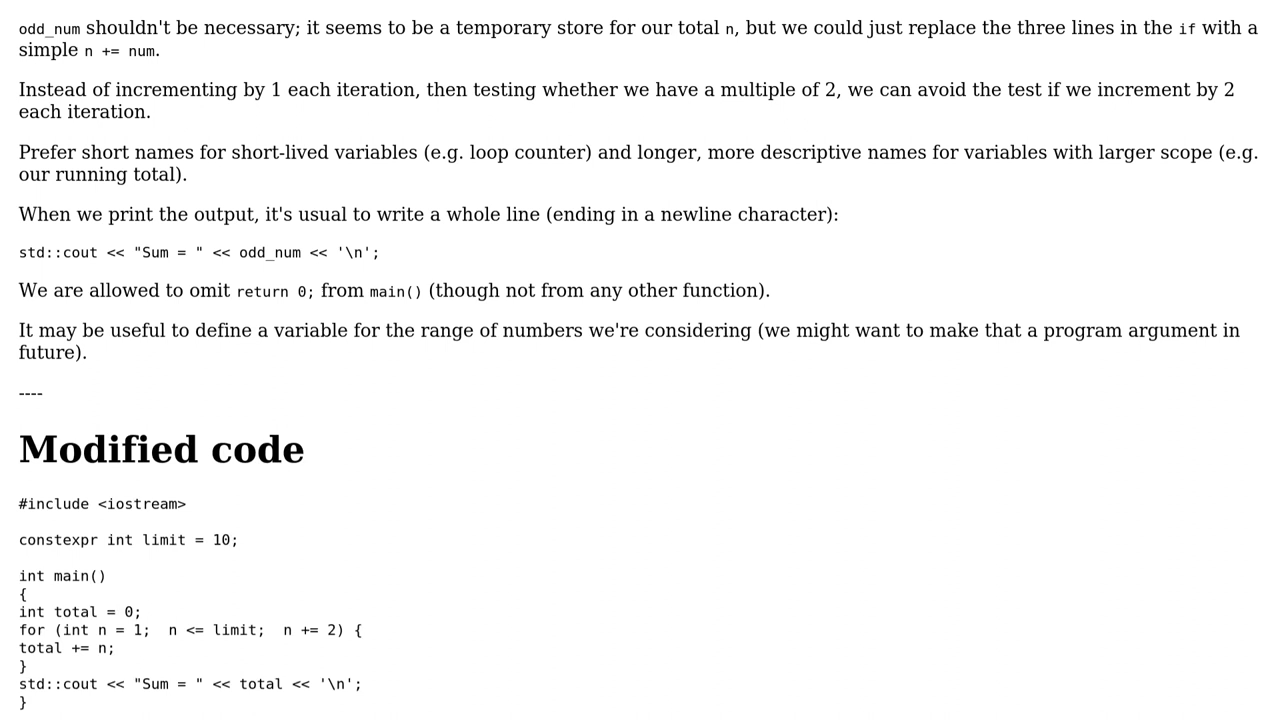 odd_num shouldn't be necessary; it seems to be a temporary store for our total n, but we could just replace the three lines in the if with a
simple n += num.
Instead of incrementing by 1 each iteration, then testing whether we have a multiple of 2, we can avoid the test if we increment by 2
each iteration.
Prefer short names for short-lived variables (e.g. loop counter) and longer, more descriptive names for variables with larger scope (e.g.
our running total).
When we print the output, it's usual to write a whole line (ending in a newline character):
std::cout << "Sum = " << odd_num << '\n';
We are allowed to omit return 0; from main() (though not from any other function).
It may be useful to define a variable for the range of numbers we're considering (we might want to make that a program argument in
future).
----
Modified code
#include <iostream>
constexpr int limit = 10;
int main()
{
int total = 0;
for (int n = 1;  n <= limit;  n += 2) {
total += n;
}
std::cout << "Sum = " << total << '\n';
}